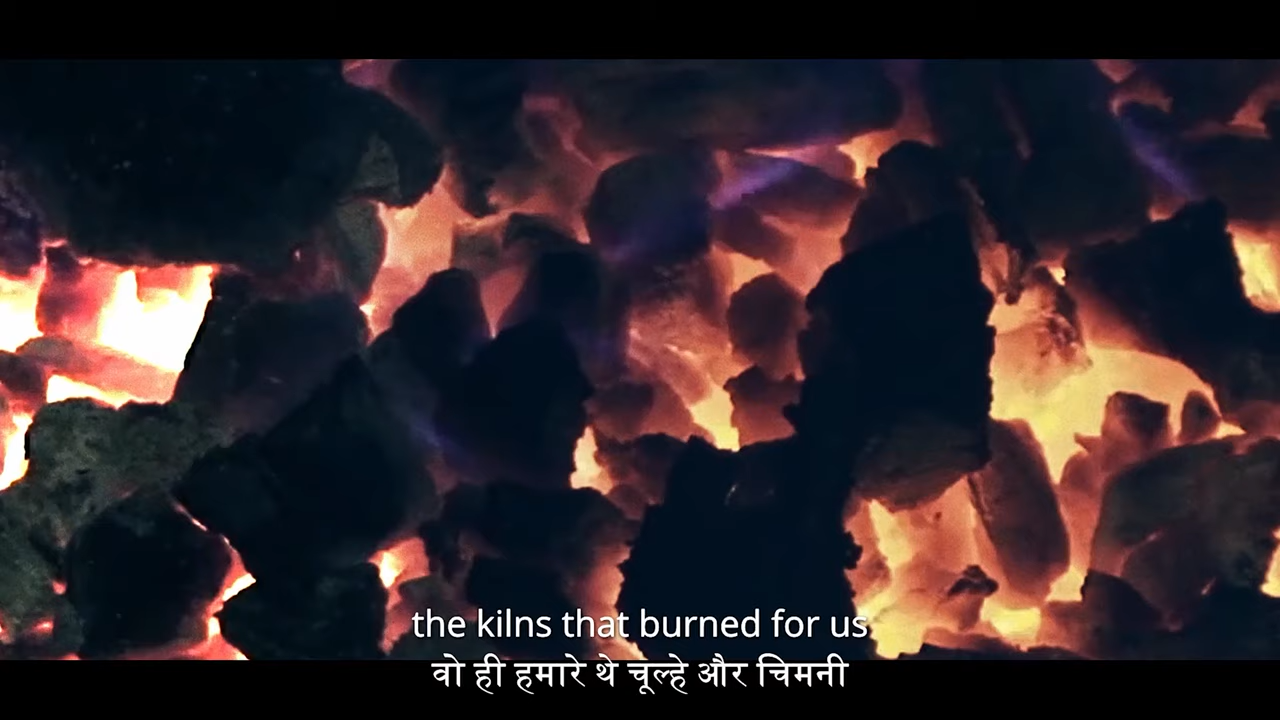 the kilns that burned for us
वो ही हमारे थे चूल्हे और चिमनी